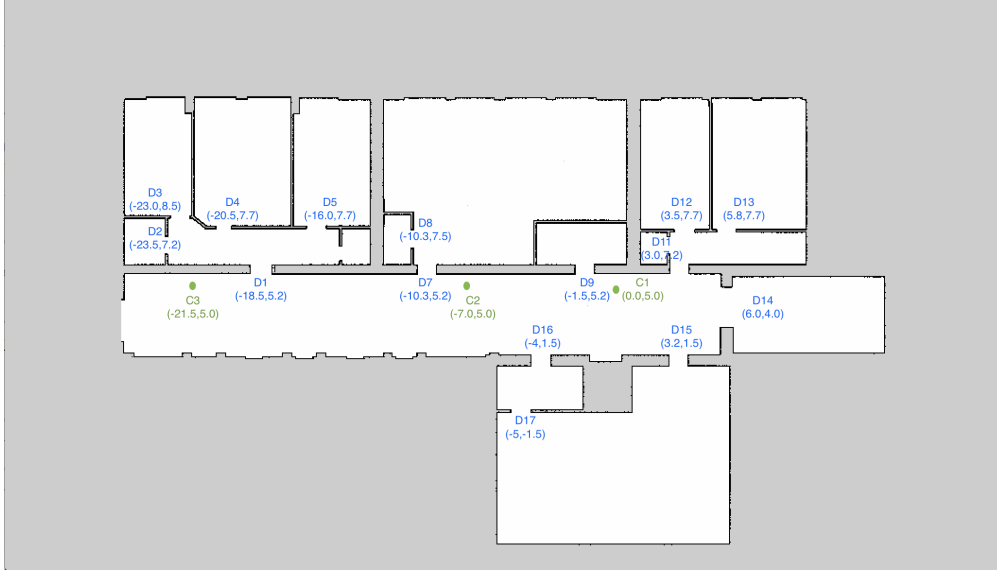 D3
(-23.0,8.5)
D4
(-20.5,7.7)
D5
(-16.0,7.7)
D12
(3.5,7.7)
D13
(5.8,7.7)
D2
(-23.5,7.2)
D8
(-10.3,7.5)
D11
(3.0,7.2)
D1
(-18.5,5.2)
D7
(-10.3,5.2)
D9
(-1.5,5.2)
C1
(0.0,5.0)
C3
(-21.5,5.0)
C2
(-7.0,5.0)
D14
(6.0,4.0)
D16
(-4,1.5)
D15
(3.2,1.5)
D17
(-5,-1.5)